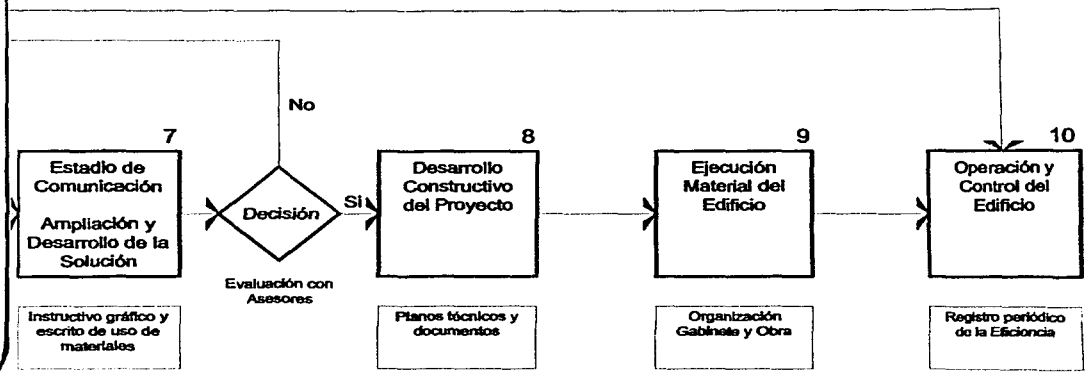 No
7
Estadio de
Comunicación
Ampliación y
Desarrollo de la
Solución
Decisión
Si
Evaluación con
Asesores
8
Desarrollo
Constructivo
del Proyecto
9
Ejecución
Material del
Edificio
10
Operación y
Control del
Edificio
Instructivo gráfico y
escrito de uso de
materiales
Planos técnicos y
documentos
Organización
Gabinete y Obra
Registro periódico
de la Eficiencia